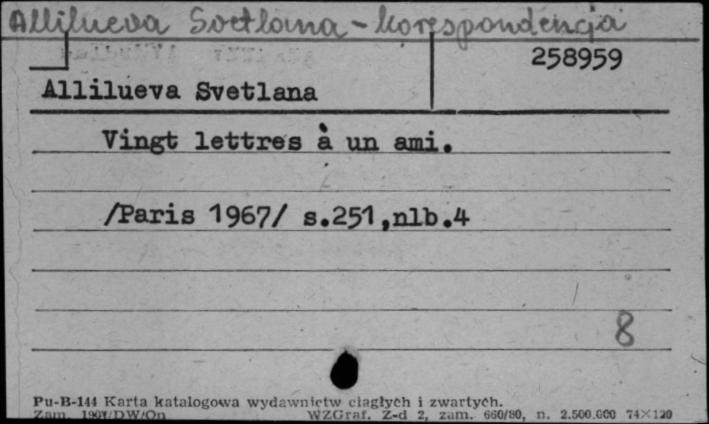 Allilueva Svetlana - korespondencja
258959
Allilueva Svetlana
Vingt lettres à un ami.
/Paris 1967/ s.251,nlb.4
8
Pu-B-144 Karta katalogowa wydawnictw ciągłych i zwartych.
Zam. WZGraf. Z-d 2, zam. 660/80, n. 2.500.000 74×120